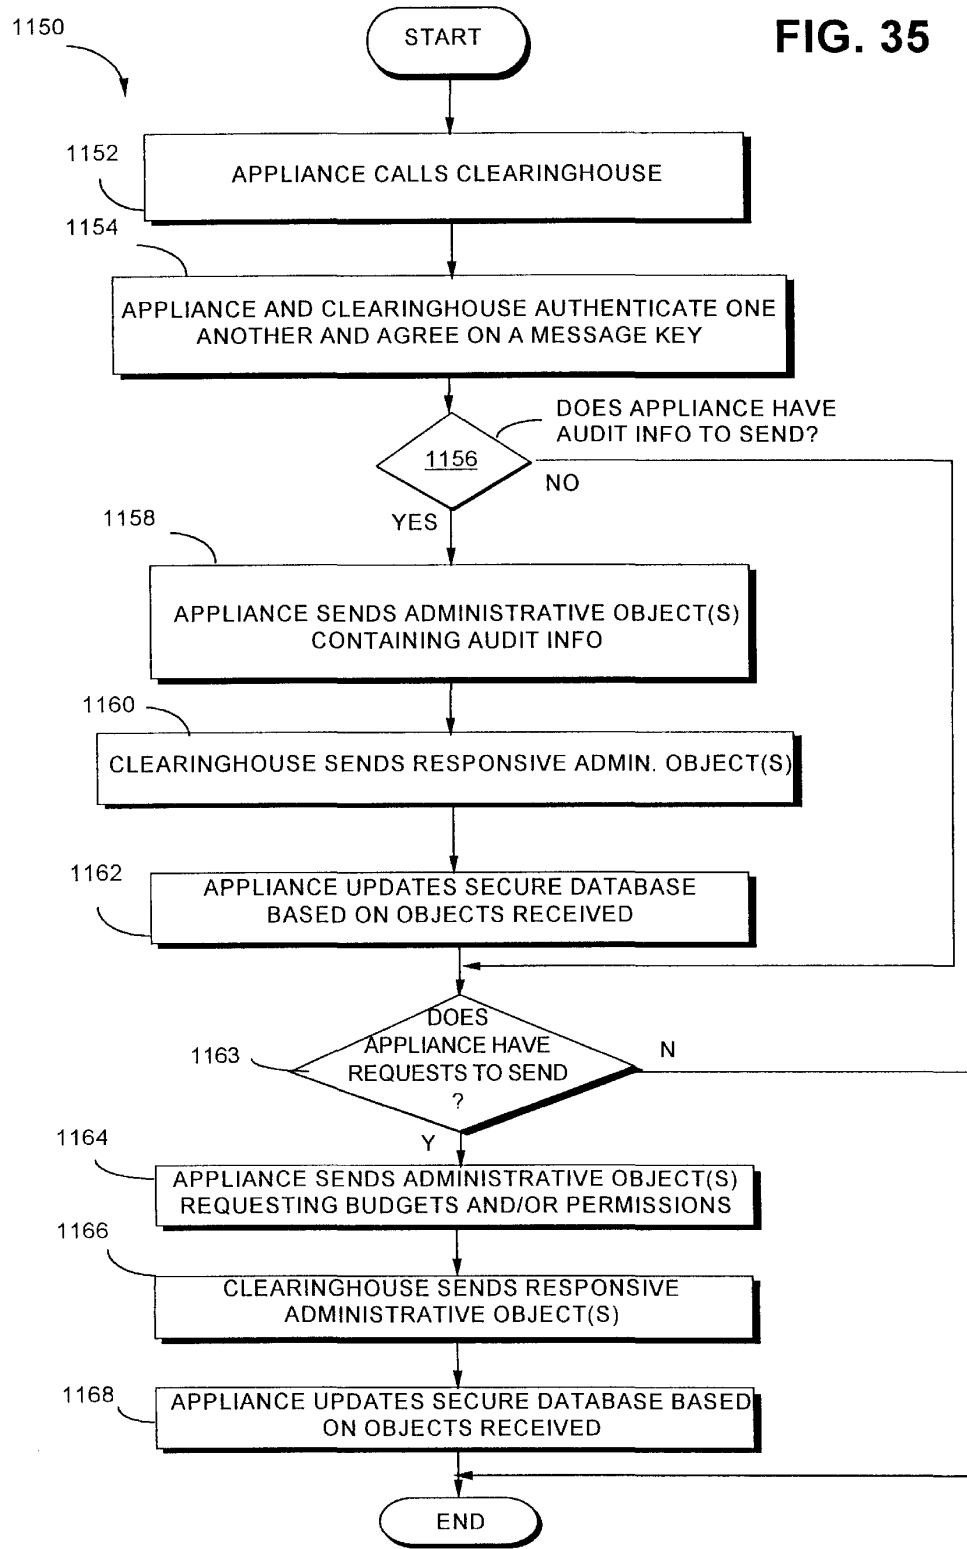 1150
START
FIG. 35
1152
APPLIANCE CALLS CLEARINGHOUSE
1154
APPLIANCE AND CLEARINGHOUSE AUTHENTICATE ONE
ANOTHER AND AGREE ON A MESSAGE KEY
DOES APPLIANCE HAVE
AUDIT INFO TO SEND?
1156
NO
YES
1158
APPLIANCE SENDS ADMINISTRATIVE OBJECT(S)
CONTAINING AUDIT INFO
1160
CLEARINGHOUSE SENDS RESPONSIVE ADMIN. OBJECT(S)
1162
APPLIANCE UPDATES SECURE DATABASE
BASED ON OBJECTS RECEIVED
1163
DOES
APPLIANCE HAVE
REQUESTS TO SEND
?
N
Y
1164
APPLIANCE SENDS ADMINISTRATIVE OBJECT(S)
REQUESTING BUDGETS AND/OR PERMISSIONS
1166
CLEARINGHOUSE SENDS RESPONSIVE
ADMINISTRATIVE OBJECT(S)
1168
APPLIANCE UPDATES SECURE DATABASE BASED
ON OBJECTS RECEIVED
END